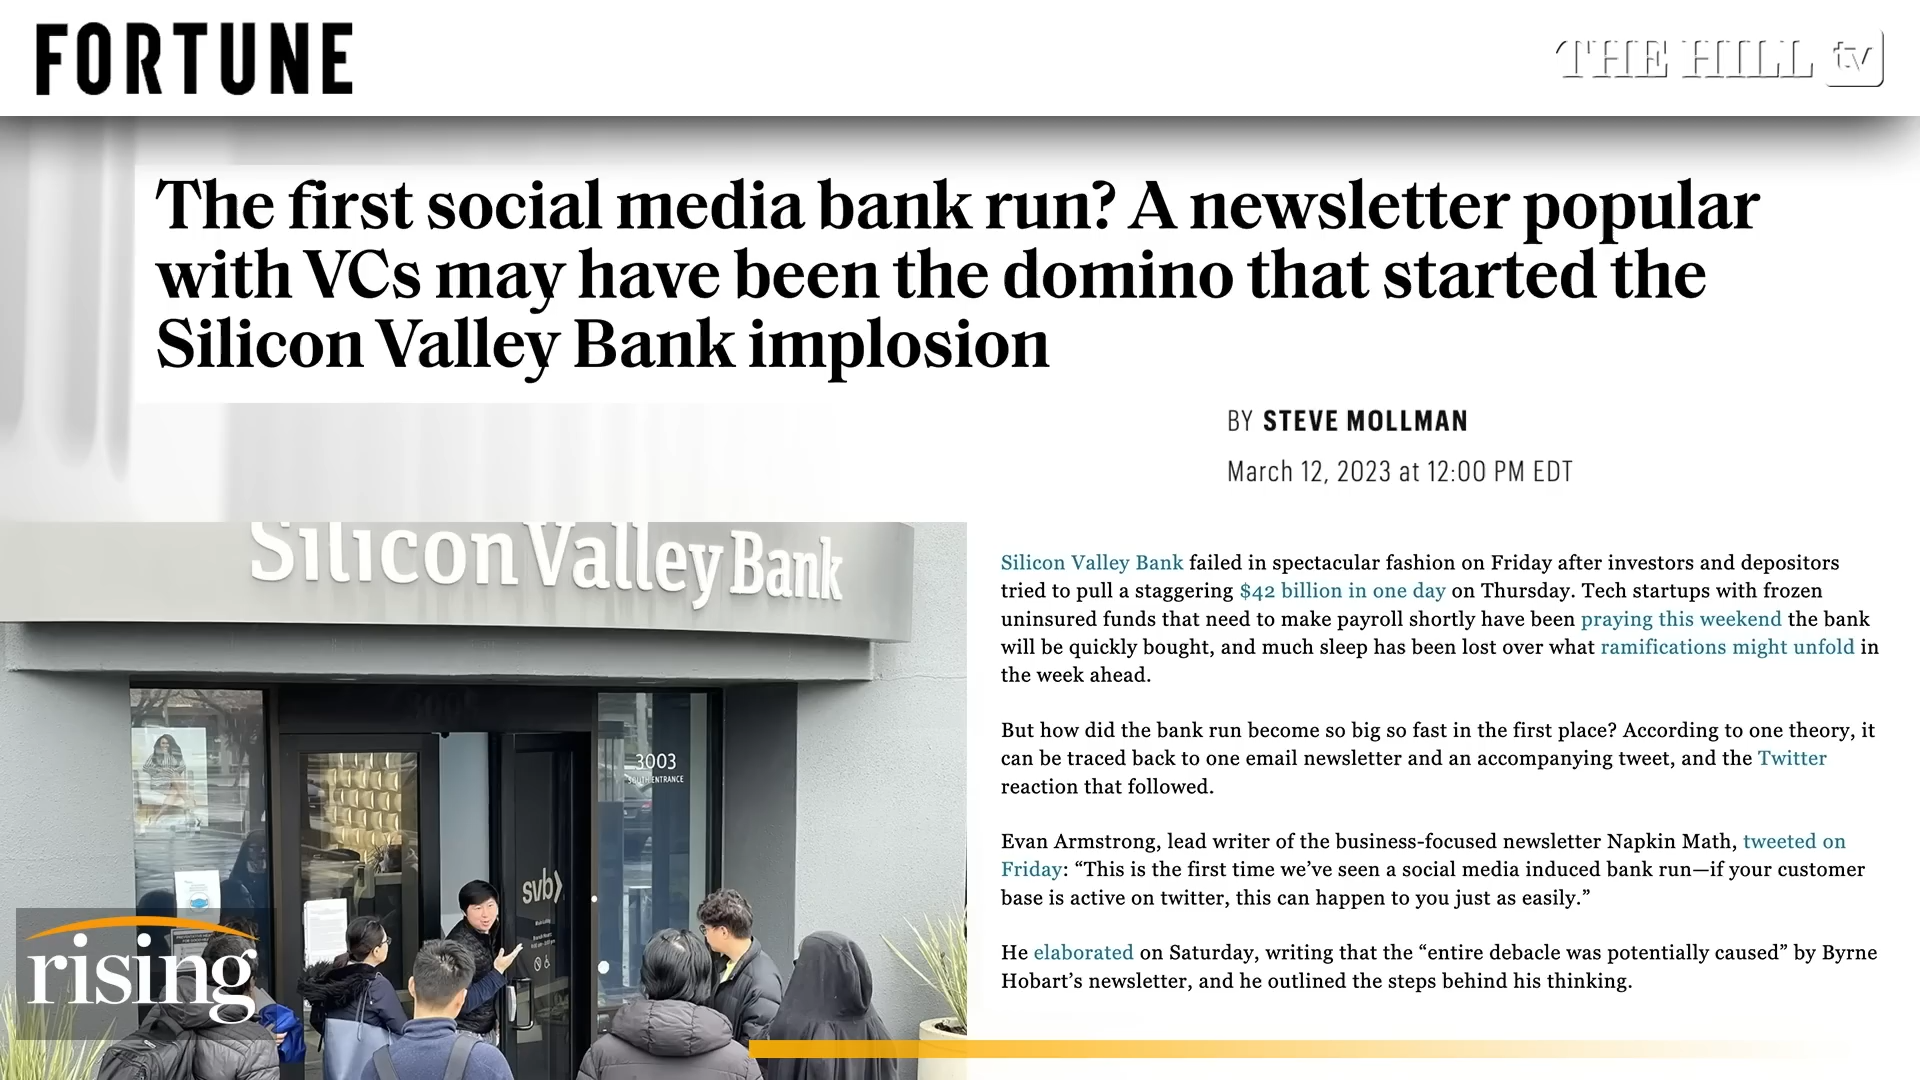 FORTUNE
THE HILL tv
The first social media bank run? A newsletter popular
with VCs may have been the domino that started the
Silicon Valley Bank implosion
BY STEVE MOLLMAN
March 12, 2023 at 12:00 PM EDT
Silicon Valley Bank
3003
SOUTH ENTRANCE
svb
rising
Silicon Valley Bank failed in spectacular fashion on Friday after investors and depositors
tried to pull a staggering $42 billion in one day on Thursday. Tech startups with frozen
uninsured funds that need to make payroll shortly have been praying this weekend the bank
will be quickly bought, and much sleep has been lost over what ramifications might unfold in
the week ahead.
But how did the bank run become so big so fast in the first place? According to one theory, it
can be traced back to one email newsletter and an accompanying tweet, and the Twitter
reaction that followed.
Evan Armstrong, lead writer of the business-focused newsletter Napkin Math, tweeted on
Friday: “This is the first time we’ve seen a social media induced bank run—if your customer
base is active on twitter, this can happen to you just as easily.”
He elaborated on Saturday, writing that the “entire debacle was potentially caused” by Byrne
Hobart’s newsletter, and he outlined the steps behind his thinking.